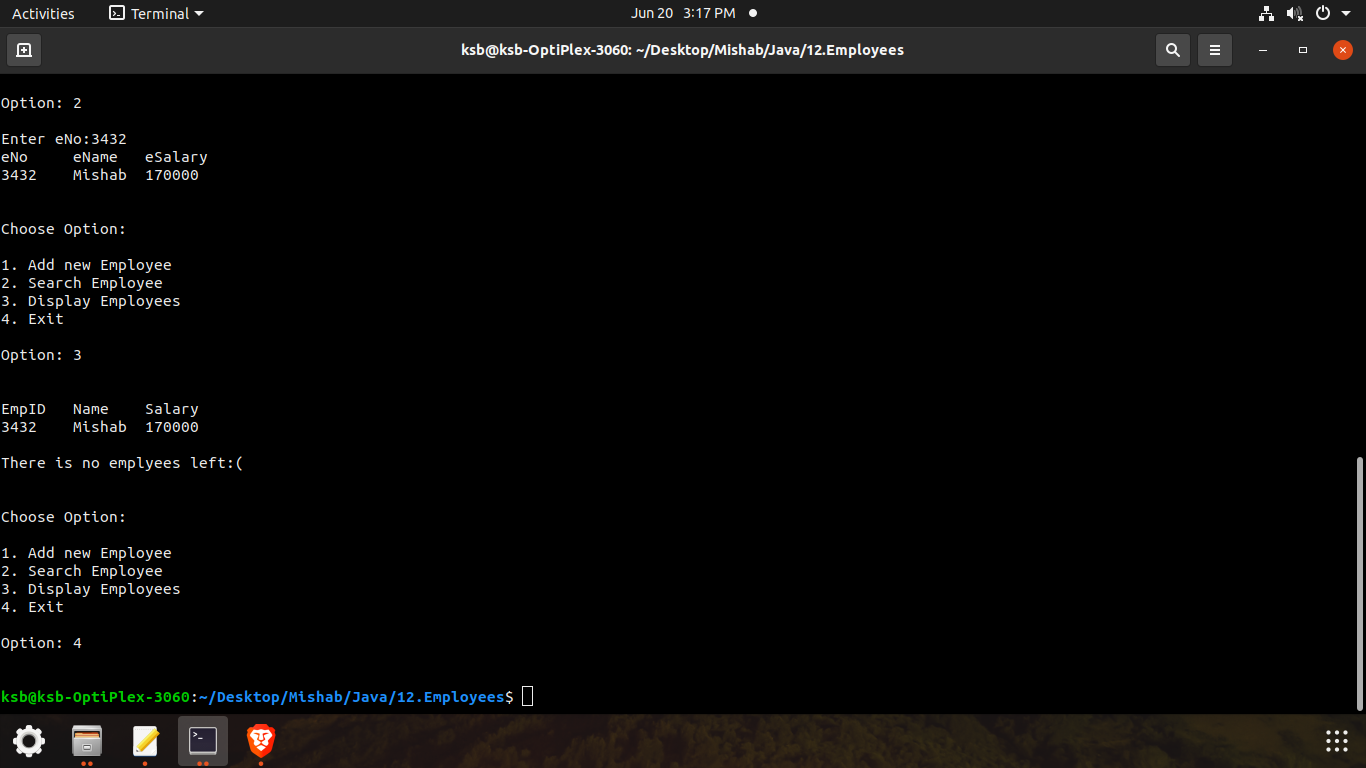 Activities Terminal Jun 20 3:17 PM
ksb@ksb-OptiPlex-3060: ~/Desktop/Mishab/Java/12.Employees
Option: 2
Enter eNo:3432
eNo eName eSalary
3432 Mishab 170000
Choose Option:
1. Add new Employee
2. Search Employee
3. Display Employees
4. Exit
Option: 3
EmpID Name Salary
3432 Mishab 170000
There is no emplyees left:(
Choose Option:
1. Add new Employee
2. Search Employee
3. Display Employees
4. Exit
Option: 4
ksb@ksb-OptiPlex-3060:~/Desktop/Mishab/Java/12.Employees$